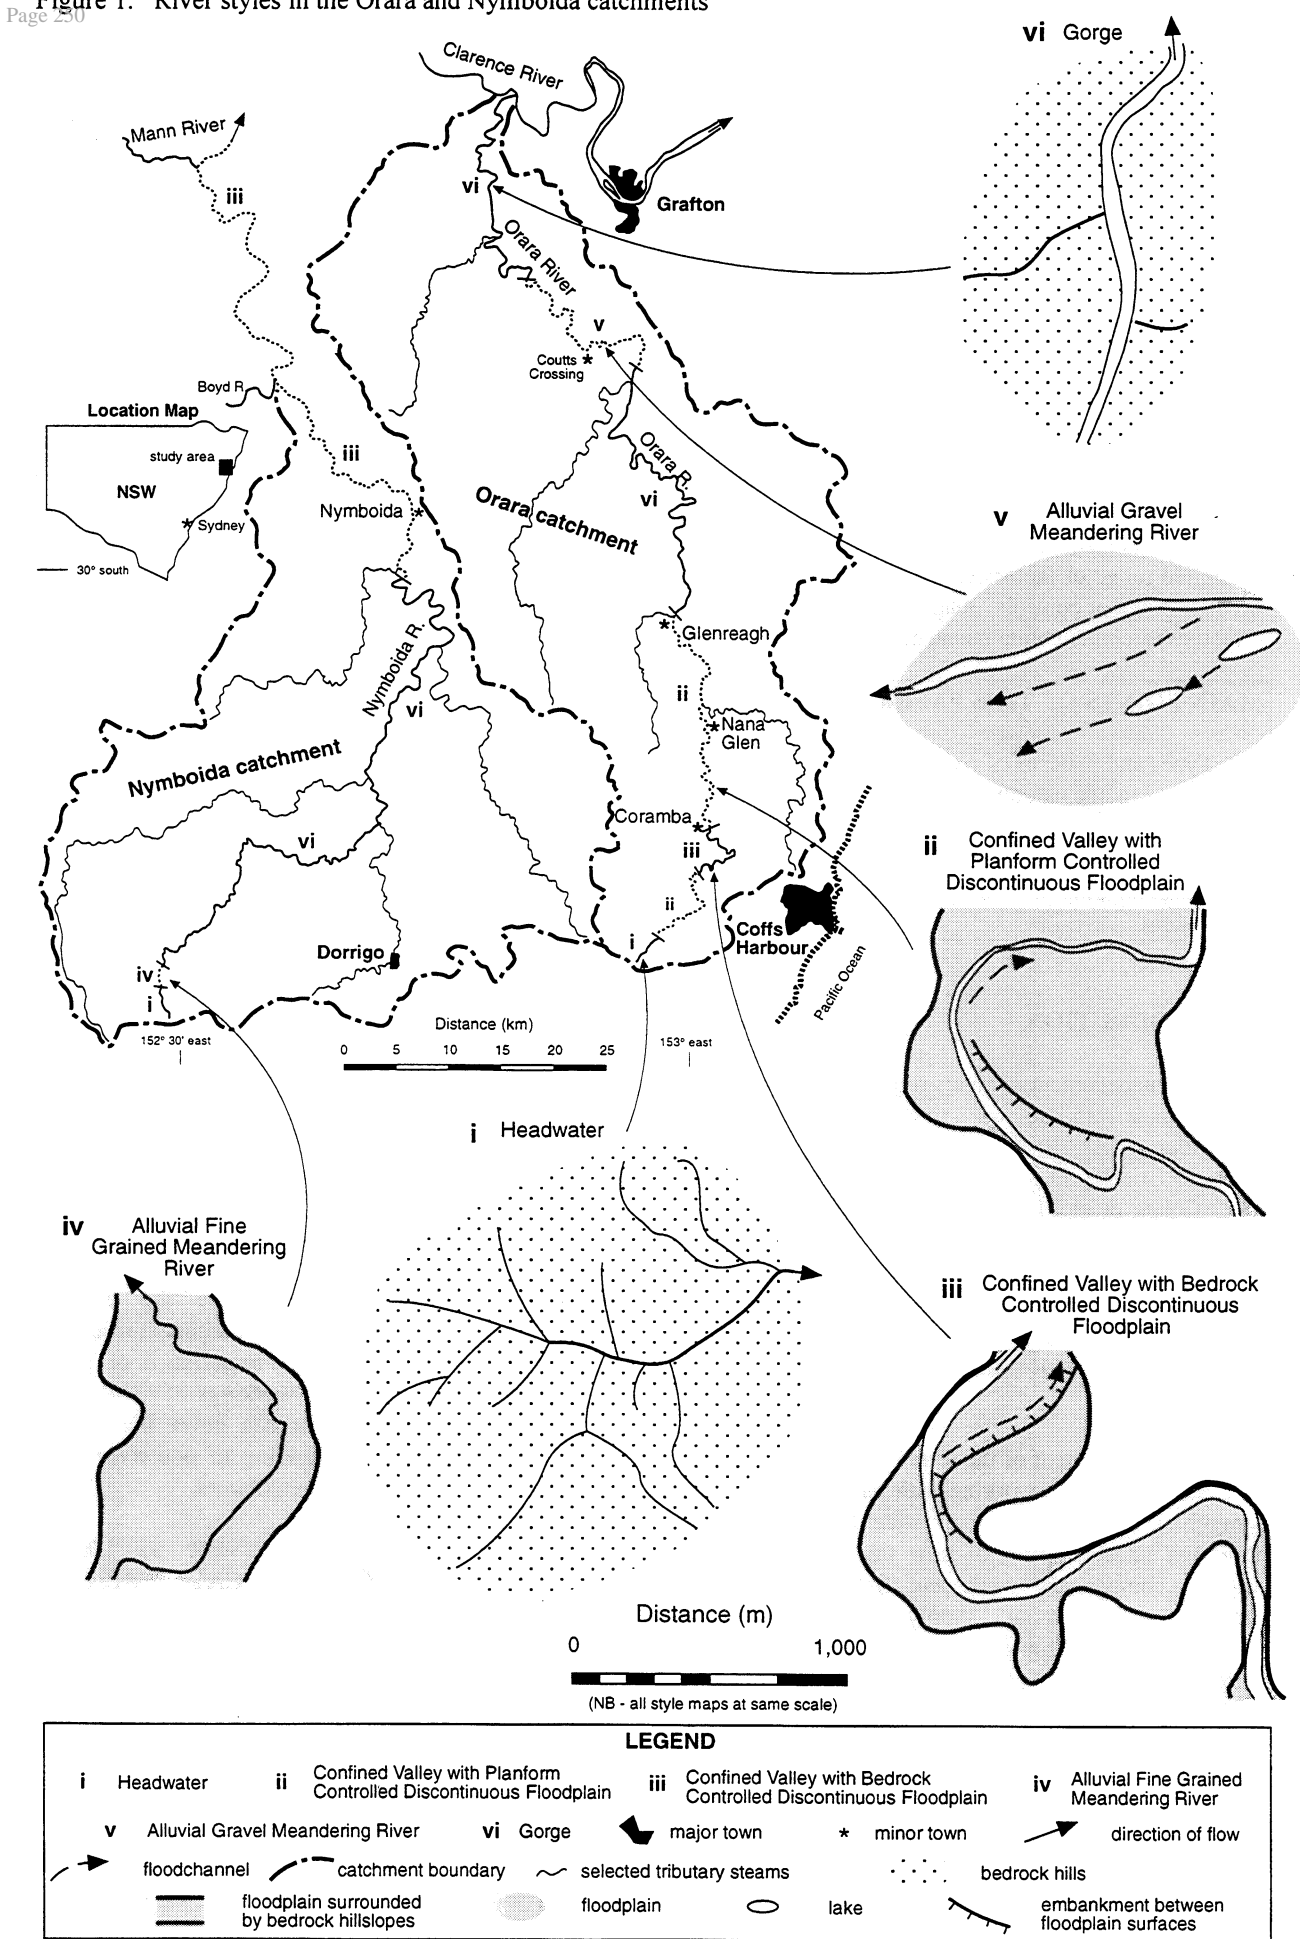 Figure 1. River styles in the Orara and Nymboida catchments
Page 230
vi Gorge
Clarence River
Mann River
iii
vi
Grafton
Orara River
v
Coutts
Crossing
Boyd R
Location Map
study area
NSW
Sydney
30° south
iii
Nymboida
Orara R.
vi
Orara catchment
v Alluvial Gravel
Meandering River
Glenreagh
Nymboida R.
vi
ii
Nana
Glen
Nymboida catchment
Coramba
iii
vi
ii Confined Valley with
Planform Controlled
Discontinuous Floodplain
ii
i
Coffs
Harbour
Pacific Ocean
Dorrigo
iv
i
152° 30' east
Distance (km)
0 5 10 15 20 25
153° east
i Headwater
iv Alluvial Fine
Grained Meandering
River
iii Confined Valley with Bedrock
Controlled Discontinuous
Floodplain
Distance (m)
0 1,000
(NB - all style maps at same scale)
LEGEND
i Headwater
ii Confined Valley with Planform
Controlled Discontinuous Floodplain
iii Confined Valley with Bedrock
Controlled Discontinuous Floodplain
iv Alluvial Fine Grained
Meandering River
v Alluvial Gravel Meandering River
vi Gorge
major town
* minor town
direction of flow
floodchannel
catchment boundary
selected tributary steams
bedrock hills
floodplain surrounded
by bedrock hillslopes
floodplain
lake
embankment between
floodplain surfaces